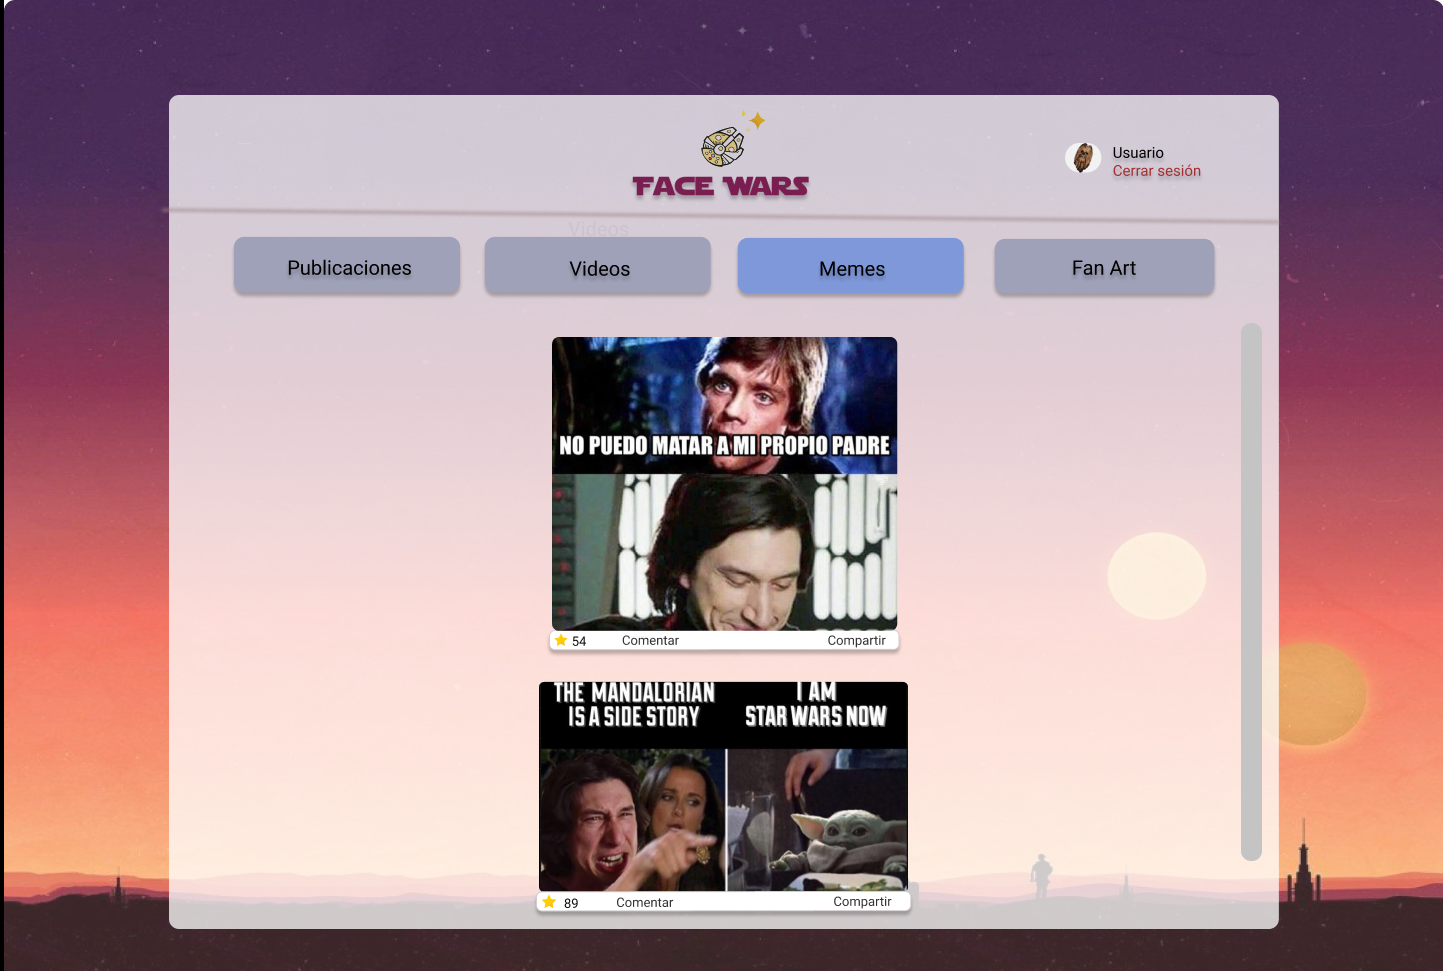 FACE WARS
Usuario
Cerrar sesión
Videos
Publicaciones
Videos
Memes
Fan Art
NO PUEDO MATAR A MI PROPIO PADRE
54
Comentar
Compartir
THE MANDALORIAN
IS A SIDE STORY
I AM
STAR WARS NOW
89
Comentar
Compartir